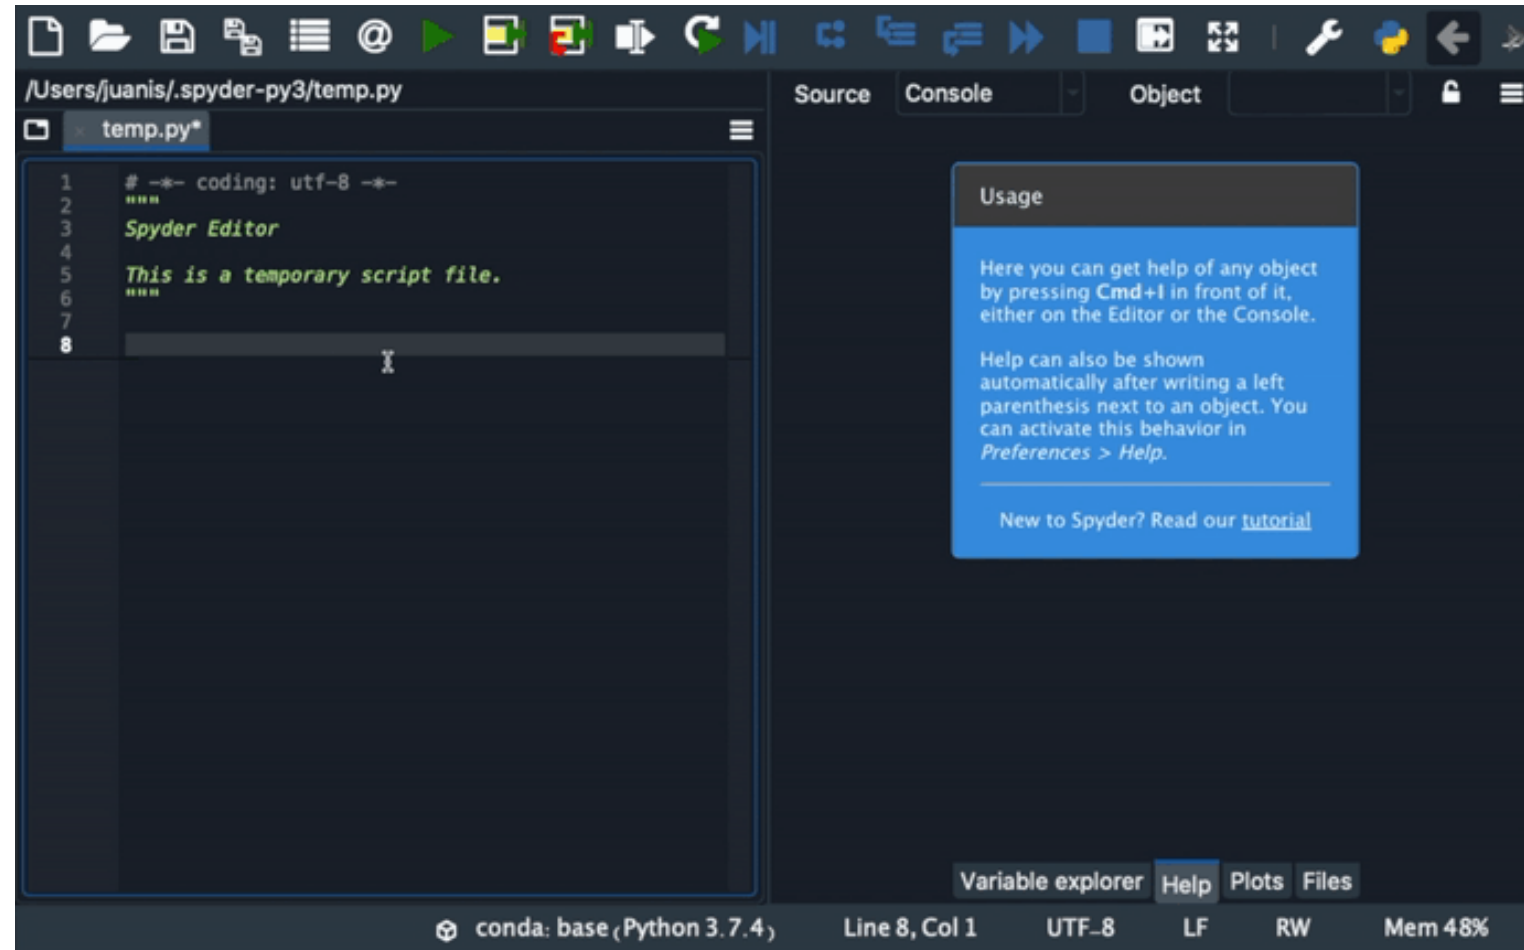 /Users/juanis/.spyder-py3/temp.py
Source Console Object
temp.py*
1 # -*- coding: utf-8 -*-
2 """
3 Spyder Editor
4
5 This is a temporary script file.
6 """
7
8
Usage
Here you can get help of any object
by pressing Cmd+I in front of it,
either on the Editor or the Console.
Help can also be shown
automatically after writing a left
parenthesis next to an object. You
can activate this behavior in
Preferences > Help.
New to Spyder? Read our tutorial
Variable explorer Help Plots Files
conda: base (Python 3.7.4) Line 8, Col 1 UTF-8 LF RW Mem 48%